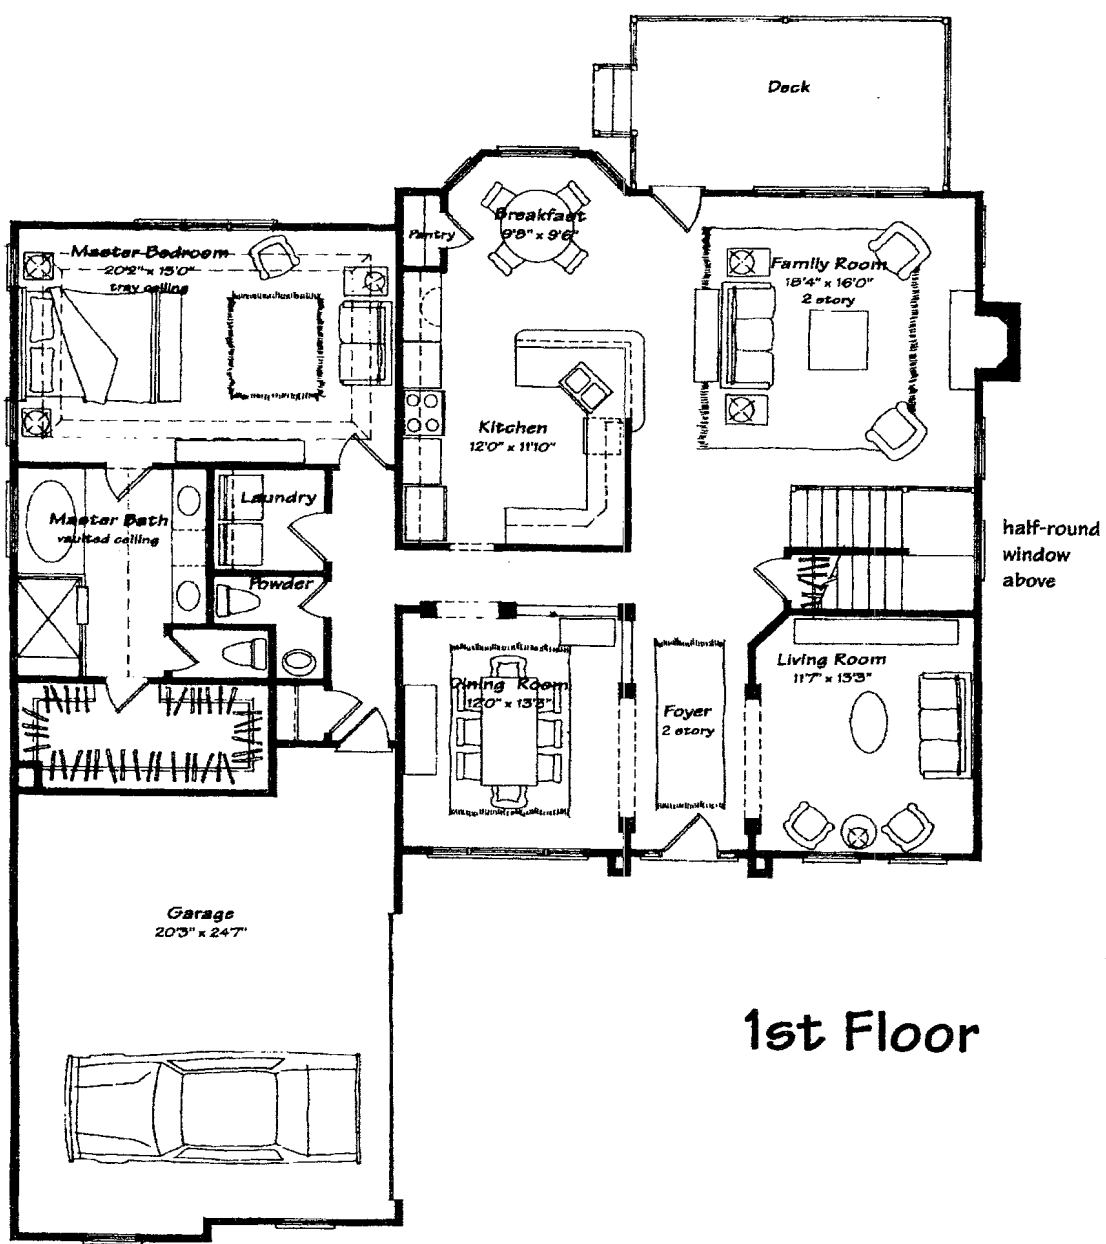 Deck
Breakfast
9'8" x 9'6"
Pantry
Master Bedroom
20'2" x 15'0"
tray ceiling
Family Room
18'4" x 16'0"
2 story
Kitchen
12'0" x 11'10"
Laundry
Master Bath
vaulted ceiling
half-round
window
above
Powder
Living Room
11'7" x 13'3"
Dining Room
12'0" x 13'3"
Foyer
2 story
Garage
20'3" x 24'7"
1st Floor